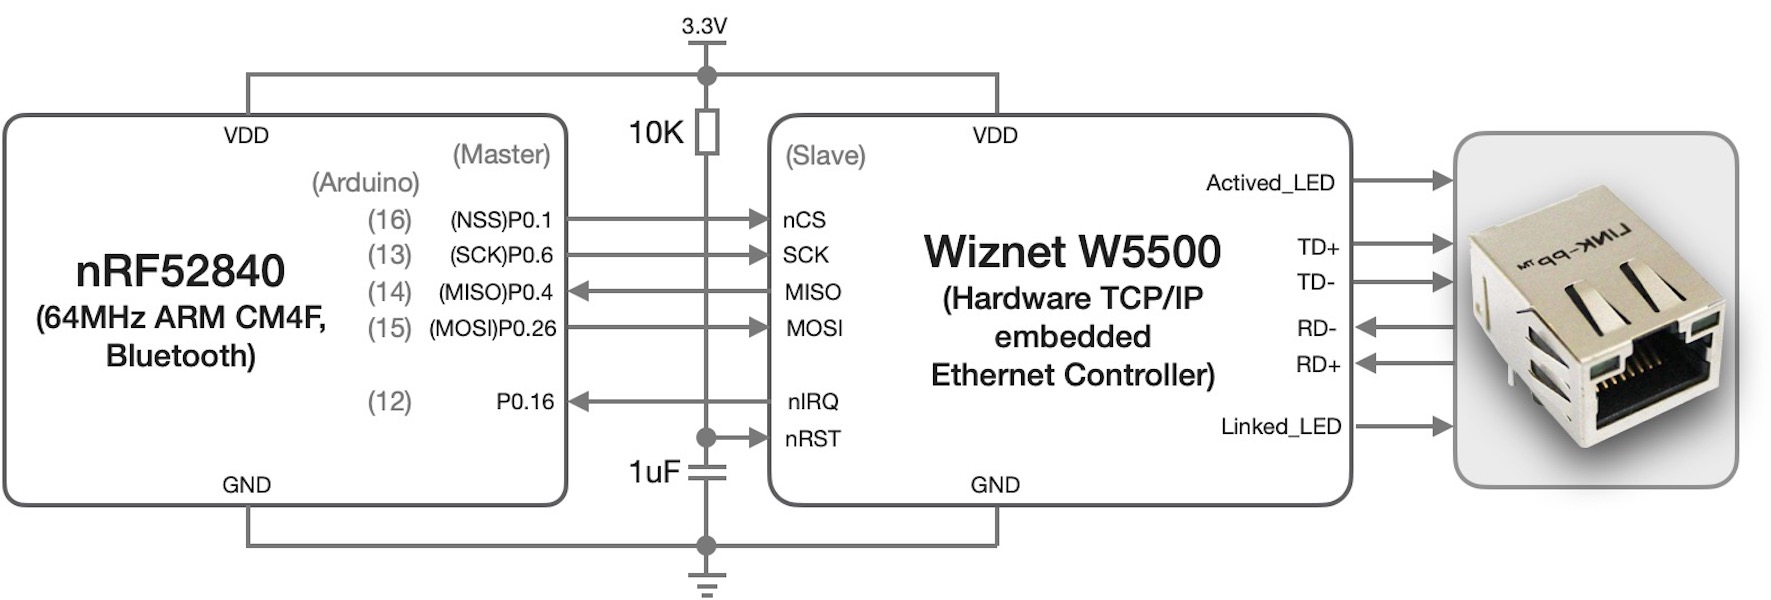 3.3V
VDD
10K
VDD
(Master)
(Slave)
(Arduino)
Actived_LED
(16) (NSS)P0.1
nCS
(13) (SCK)P0.6
SCK
(14) (MISO)P0.4
MISO
(15) (MOSI)P0.26
MOSI
nRF52840
(64MHz ARM CM4F,
Bluetooth)
Wiznet W5500
(Hardware TCP/IP
embedded
Ethernet Controller)
TD+
TD-
RD-
RD+
LINK-PP™
(12) P0.16
nIRQ
nRST
Linked_LED
1uF
GND
GND